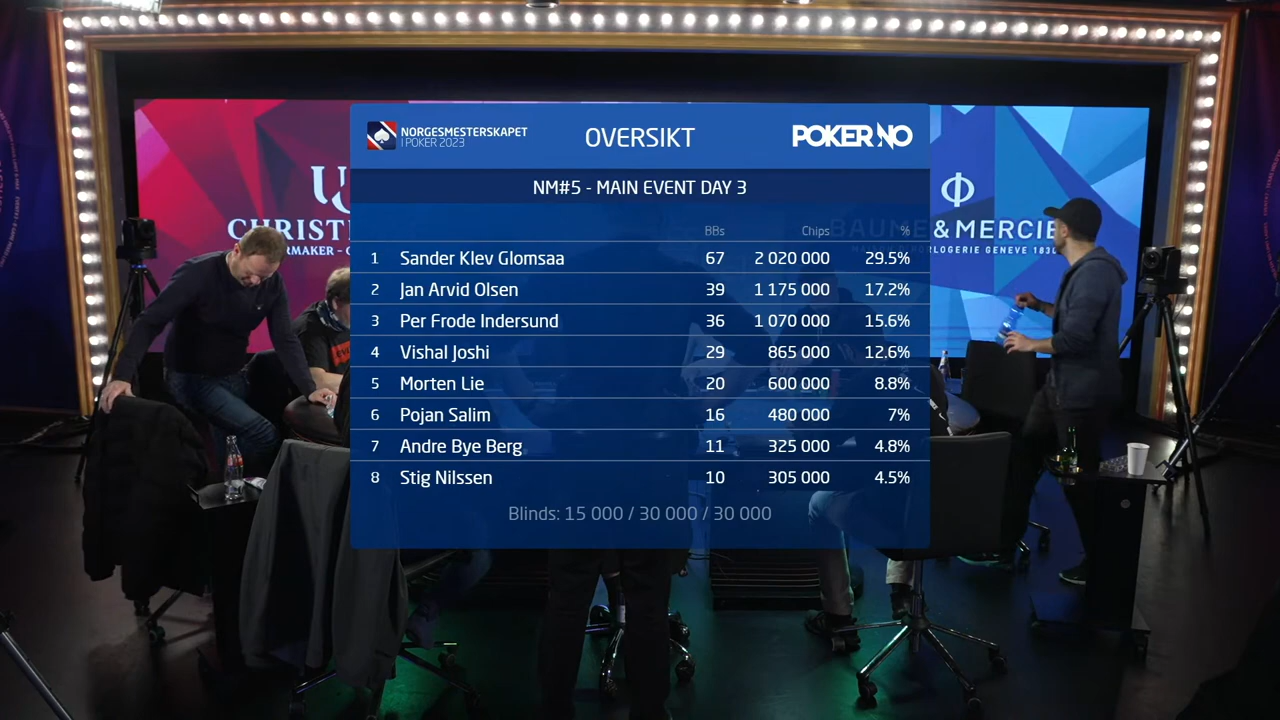 NORGESMESTERSKAPET
I POKER 2023
OVERSIKT
POKER NO
NM#5 - MAIN EVENT DAY 3
BBs Chips %
1 Sander Klev Glomsaa 67 2 020 000 29.5%
2 Jan Arvid Olsen 39 1 175 000 17.2%
3 Per Frode Indersund 36 1 070 000 15.6%
4 Vishal Joshi 29 865 000 12.6%
5 Morten Lie 20 600 000 8.8%
6 Pojan Salim 16 480 000 7%
7 Andre Bye Berg 11 325 000 4.8%
8 Stig Nilssen 10 305 000 4.5%
Blinds: 15 000 / 30 000 / 30 000
CHRIST
BAUME & MERCIE
GENEVE 1830